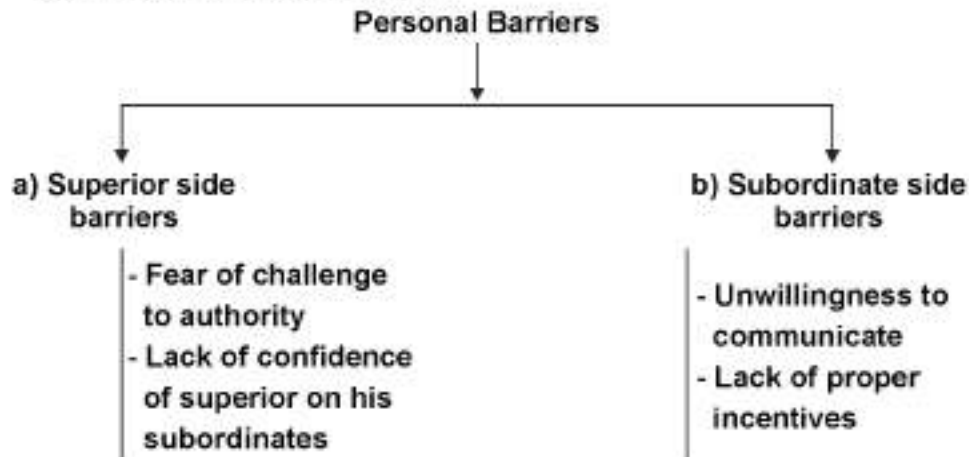 Personal Barriers
a) Superior side
barriers
- Fear of challenge
to authority
- Lack of confidence
of superior on his
subordinates
b) Subordinate side
barriers
- Unwillingness to
communicate
- Lack of proper
incentives